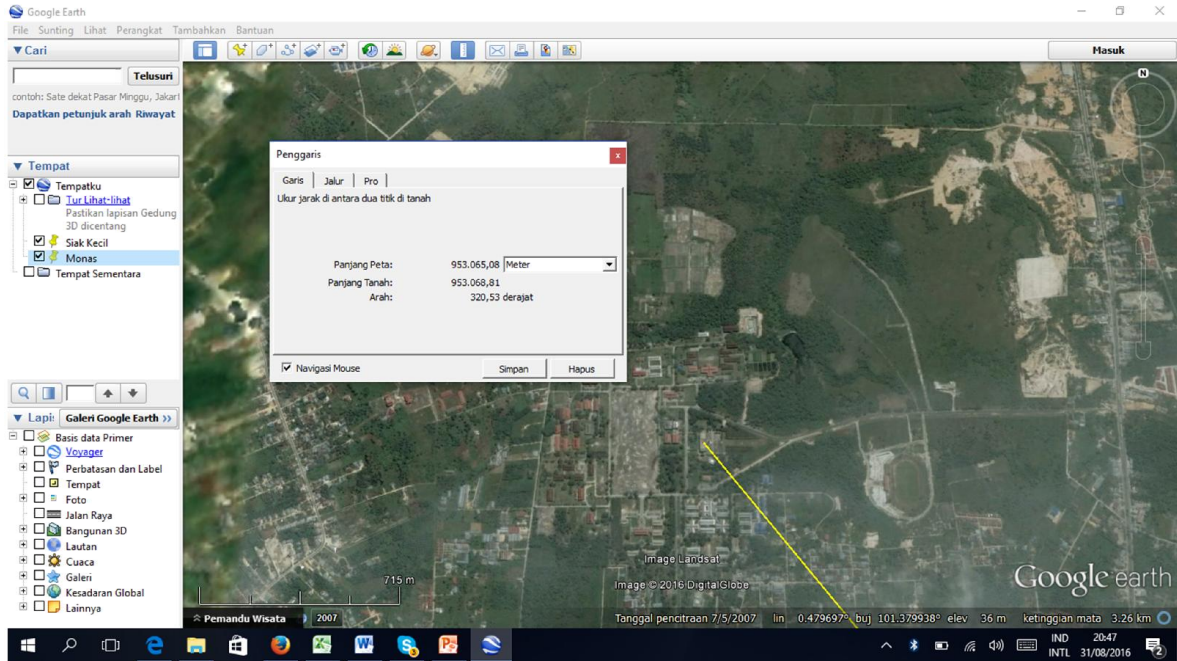 Google Earth
File Sunting Lihat Perangkat Tambahkan Bantuan
Cari
Telusuri
contoh: Sate dekat Pasar Minggu, Jakart
Dapatkan petunjuk arah Riwayat
Tempat
Tempatku
Tur Lihat-lihat
Pastikan lapisan Gedung
3D dicentang
Siak Kecil
Monas
Tempat Sementara
Lapi: Galeri Google Earth >>
Basis data Primer
Voyager
Perbatasan dan Label
Tempat
Foto
Jalan Raya
Bangunan 3D
Lautan
Cuaca
Galeri
Kesadaran Global
Lainnya
Masuk
N
Penggaris
x
Garis Jalur Pro
Ukur jarak di antara dua titik di tanah
Panjang Peta: 953.065,08 Meter
Panjang Tanah: 953.068,81
Arah: 320,53 derajat
Navigasi Mouse Simpan Hapus
715 m
Image Landsat
Image © 2016 DigitalGlobe
Google earth
Pemandu Wisata 2007 Tanggal pencitraan 7/5/2007 lin 0.479697° buj 101.379938° elev 36 m ketinggian mata 3.26 km
IND 20:47
INTL 31/08/2016